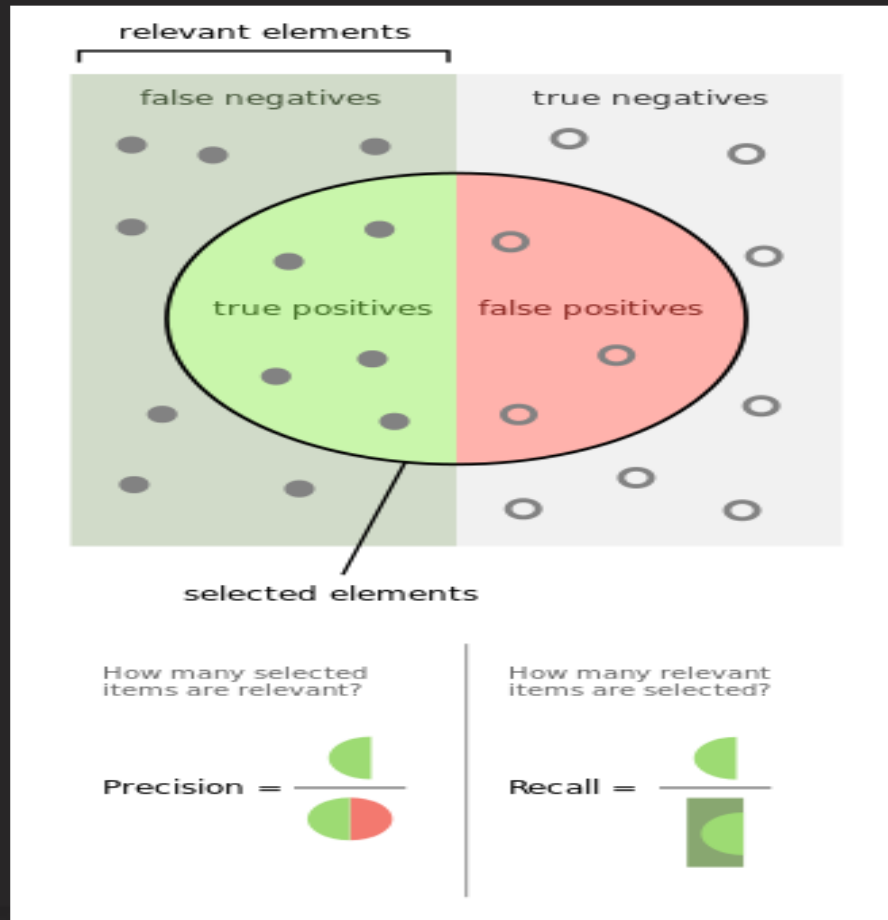 relevant elements
false negatives
true negatives
true positives
false positives
selected elements
How many selected
items are relevant?
How many relevant
items are selected?
Precision =
Recall =